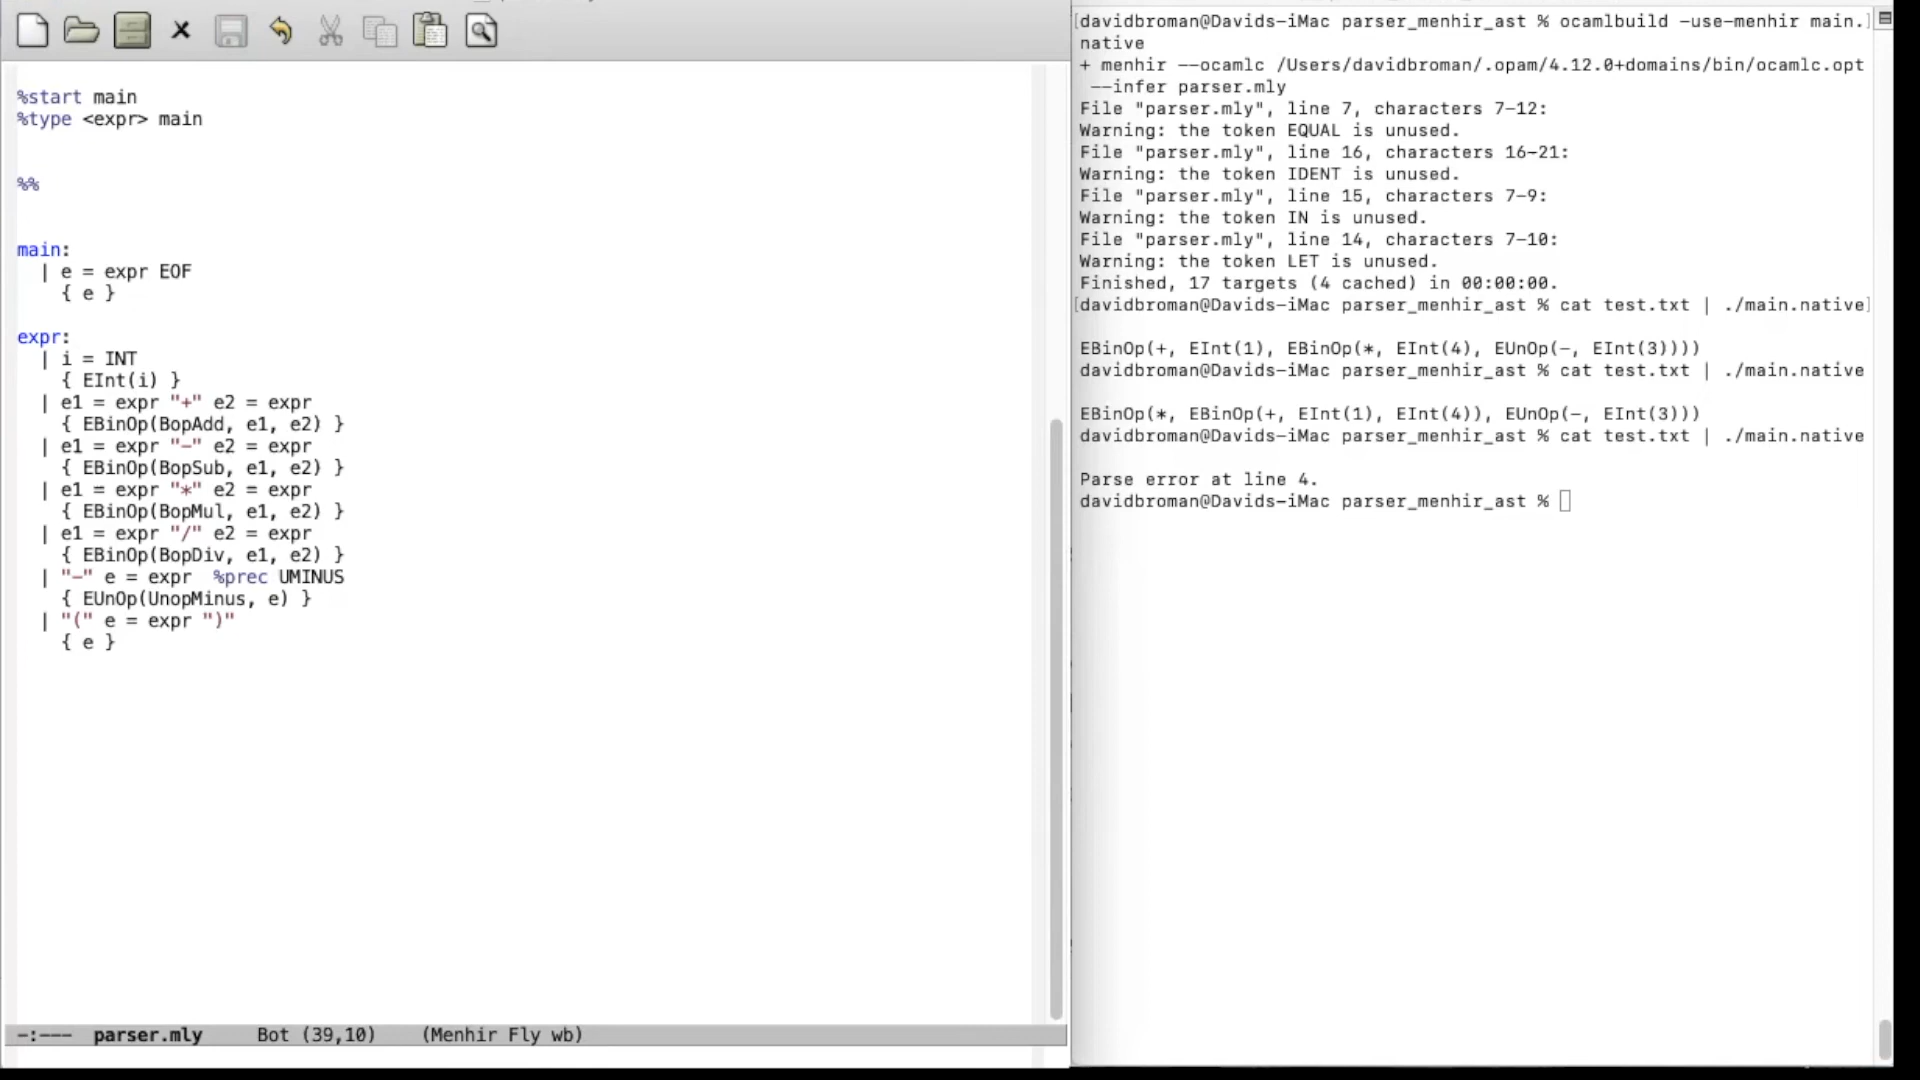 %start main
%type <expr> main
%%
main:
| e = expr EOF
{ e }
expr:
| i = INT
{ EInt(i) }
| e1 = expr "+" e2 = expr
{ EBinOp(BopAdd, e1, e2) }
| e1 = expr "-" e2 = expr
{ EBinOp(BopSub, e1, e2) }
| e1 = expr "*" e2 = expr
{ EBinOp(BopMul, e1, e2) }
| e1 = expr "/" e2 = expr
{ EBinOp(BopDiv, e1, e2) }
| "-" e = expr  %prec UMINUS
{ EUnOp(UnopMinus, e) }
| "(" e = expr ")"
{ e }
-:---  parser.mly     Bot (39,10)    (Menhir Fly wb)
[davidbroman@Davids-iMac parser_menhir_ast % ocamlbuild -use-menhir main.]
native
+ menhir --ocamlc /Users/davidbroman/.opam/4.12.0+domains/bin/ocamlc.opt
--infer parser.mly
File "parser.mly", line 7, characters 7-12:
Warning: the token EQUAL is unused.
File "parser.mly", line 16, characters 16-21:
Warning: the token IDENT is unused.
File "parser.mly", line 15, characters 7-9:
Warning: the token IN is unused.
File "parser.mly", line 14, characters 7-10:
Warning: the token LET is unused.
Finished, 17 targets (4 cached) in 00:00:00.
[davidbroman@Davids-iMac parser_menhir_ast % cat test.txt | ./main.native]
EBinOp(+, EInt(1), EBinOp(*, EInt(4), EUnOp(-, EInt(3))))
davidbroman@Davids-iMac parser_menhir_ast % cat test.txt | ./main.native
EBinOp(*, EBinOp(+, EInt(1), EInt(4)), EUnOp(-, EInt(3)))
davidbroman@Davids-iMac parser_menhir_ast % cat test.txt | ./main.native
Parse error at line 4.
davidbroman@Davids-iMac parser_menhir_ast %